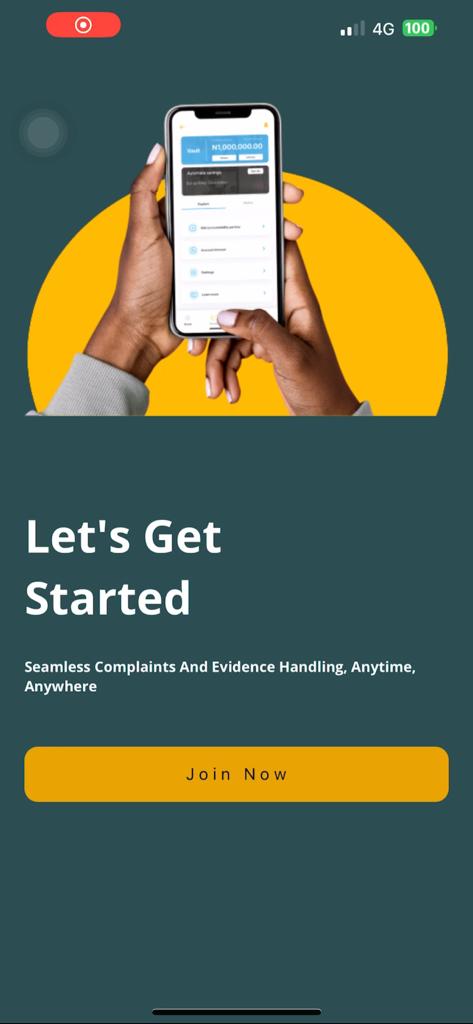 4G 100
Vault
N1,000,000.00
Automate savings
Let's Get
Started
Seamless Complaints And Evidence Handling, Anytime,
Anywhere
Join Now